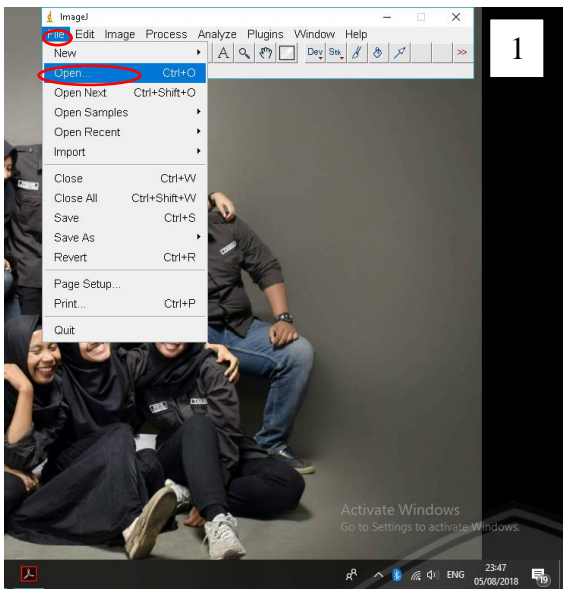 ImageJ
File Edit Image Process Analyze Plugins Window Help
1
New
A Dev Stk >>
Open... Ctrl+O
Open Next Ctrl+Shift+O
Open Samples
Open Recent
Import
Close Ctrl+W
Close All Ctrl+Shift+W
Save Ctrl+S
Save As
Revert Ctrl+R
Page Setup...
Print... Ctrl+P
Quit
Activate Windows
Go to Settings to activate Windows.
ENG
23:47
05/08/2018
19